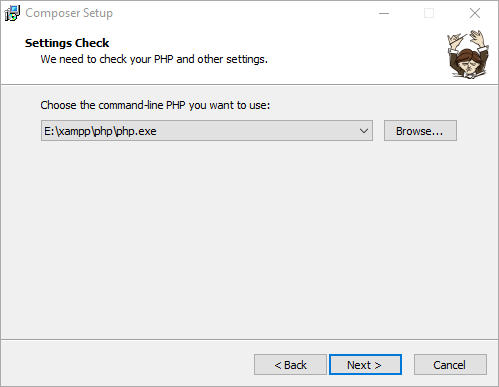 Composer Setup
Settings Check
We need to check your PHP and other settings.
Choose the command-line PHP you want to use:
E:\xampp\php\php.exe
Browse...
< Back
Next >
Cancel